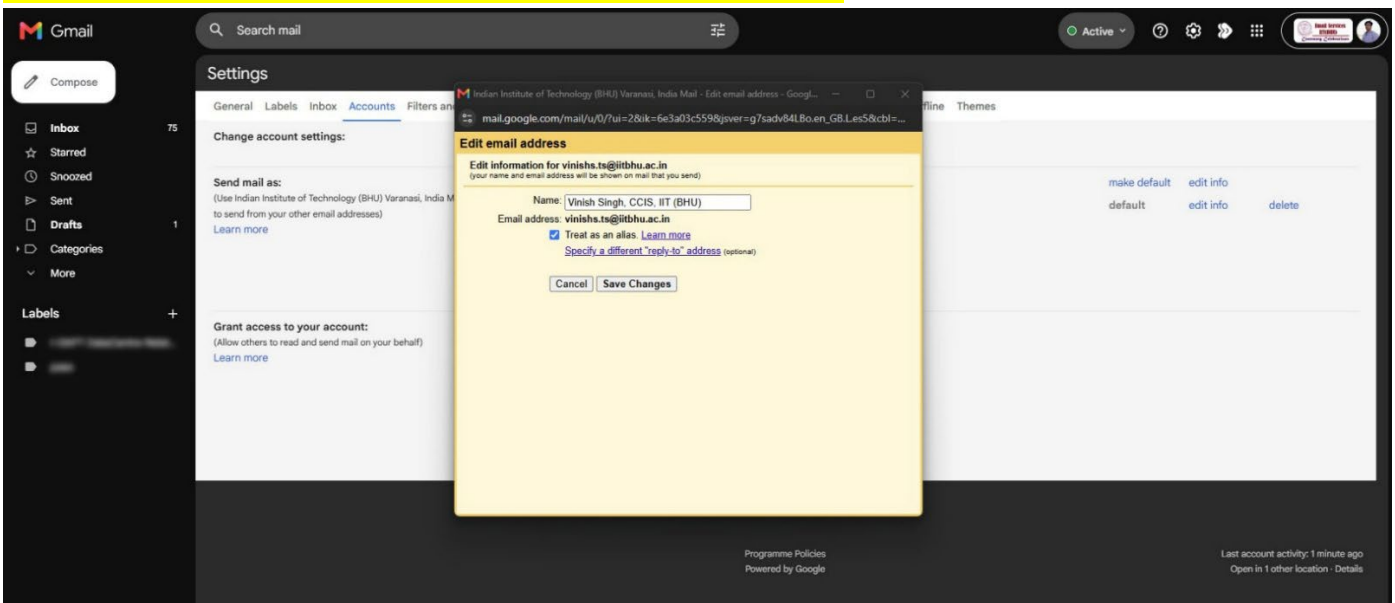 Gmail
Search mail
Active
Compose
Inbox 75
Starred
Snoozed
Sent
Drafts 1
Categories
More
Labels +
Settings
General Labels Inbox Accounts Filters an
fline Themes
Change account settings:
Send mail as:
(Use Indian Institute of Technology (BHU) Varanasi, India M
to send from your other email addresses)
Learn more
make default edit info
default edit info delete
Grant access to your account:
(Allow others to read and send mail on your behalf)
Learn more
Indian Institute of Technology (BHU) Varanasi, India Mail - Edit email address - Googl...
mail.google.com/mail/u/0/?ui=2&ik=6e3a03c559&jsver=g7sadv84LBo.en_GB.L.es5&cbl=...
Edit email address
Edit information for vinishs.ts@iitbhu.ac.in
(your name and email address will be shown on mail that you send)
Name: Vinish Singh, CCIS, IIT (BHU)
Email address: vinishs.ts@iitbhu.ac.in
Treat as an alias. Learn more
Specify a different "reply-to" address (optional)
Cancel Save Changes
Programme Policies
Powered by Google
Last account activity: 1 minute ago
Open in 1 other location · Details